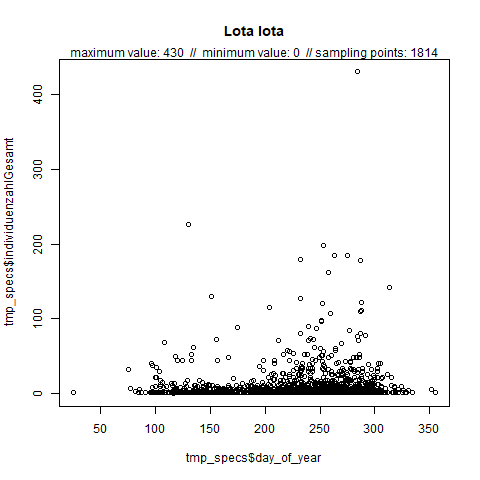 Lota lota
maximum value: 430 // minimum value: 0 // sampling points: 1814
tmp_specs$individuenzahlGesamt
400
300
200
100
0
50 100 150 200 250 300 350
tmp_specs$day_of_year